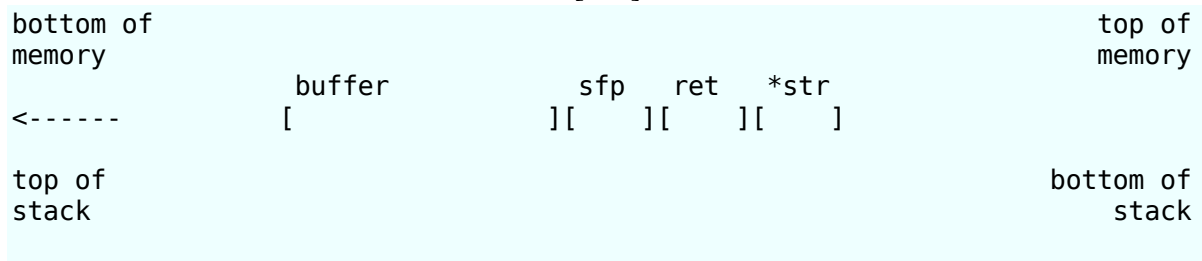 bottom of                                                            top of
memory                                                               memory
                  buffer            sfp   ret   *str
<------          [                ][    ][    ][    ]
top of                                                            bottom of
stack                                                                 stack